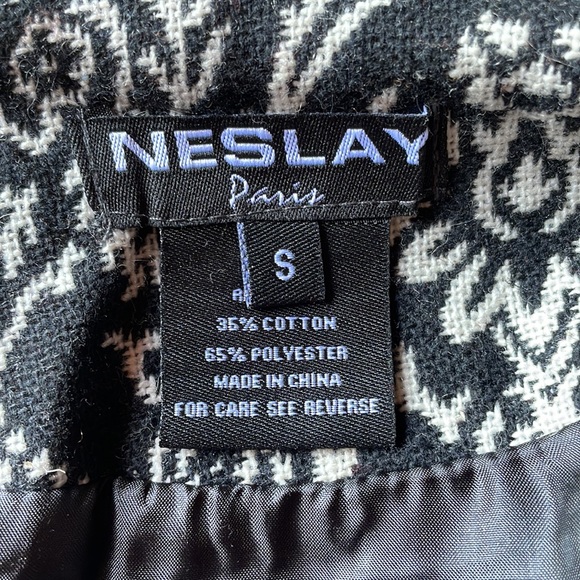 NESLAY
Paris
S
35% COTTON
65% POLYESTER
MADE IN CHINA
FOR CARE SEE REVERSE